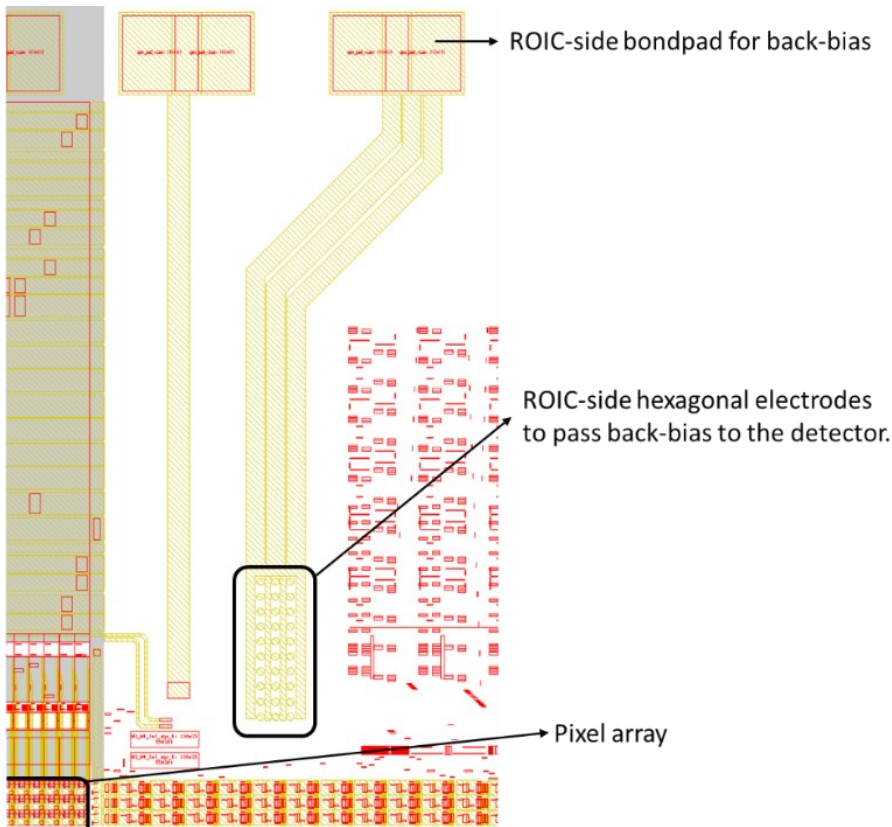 ROIC-side bondpad for back-bias
ROIC-side hexagonal electrodes
to pass back-bias to the detector.
Pixel array